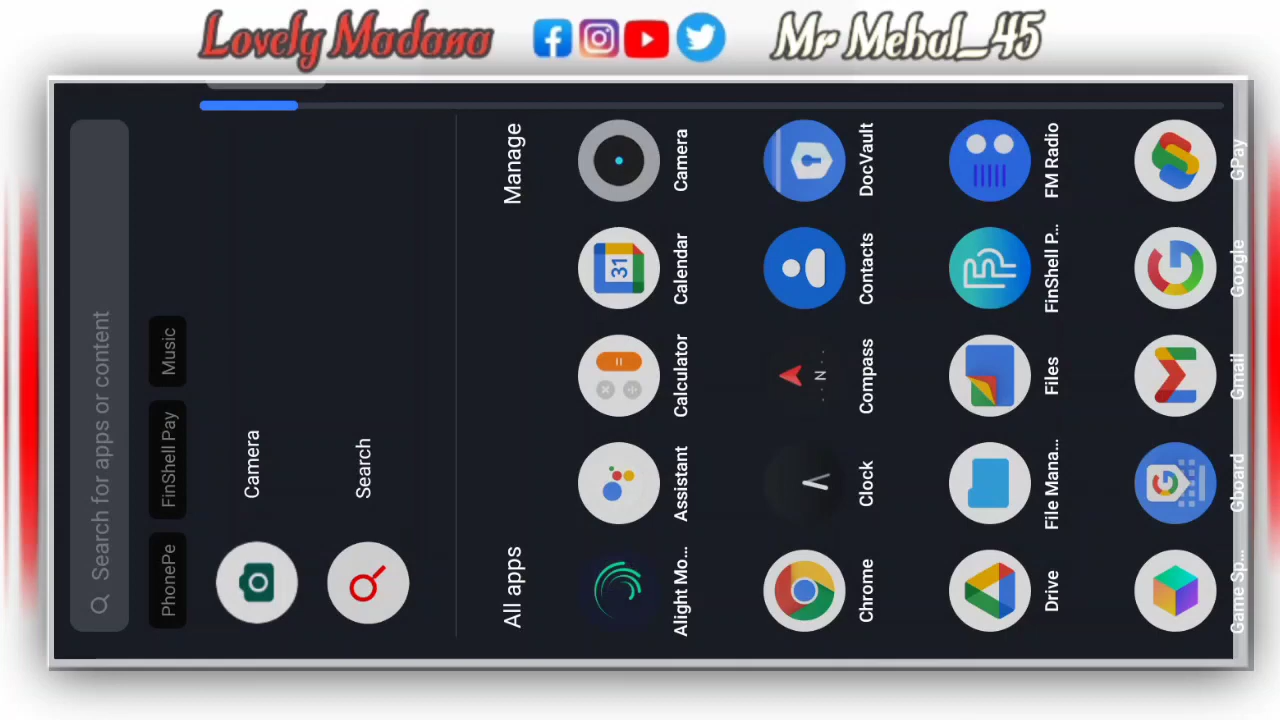 Lovely Madana
Mr Mehul_45
Search for apps or content
PhonePe
FinShell Pay
Music
Camera
Search
All apps
Manage
Alight Mo...
Assistant
Calculator
Calendar
31
Camera
Chrome
Clock
Compass
N
Contacts
DocVault
Drive
File Mana...
Files
FinShell P...
FM Radio
Game Sp...
Gboard
Gmail
Google
GPay